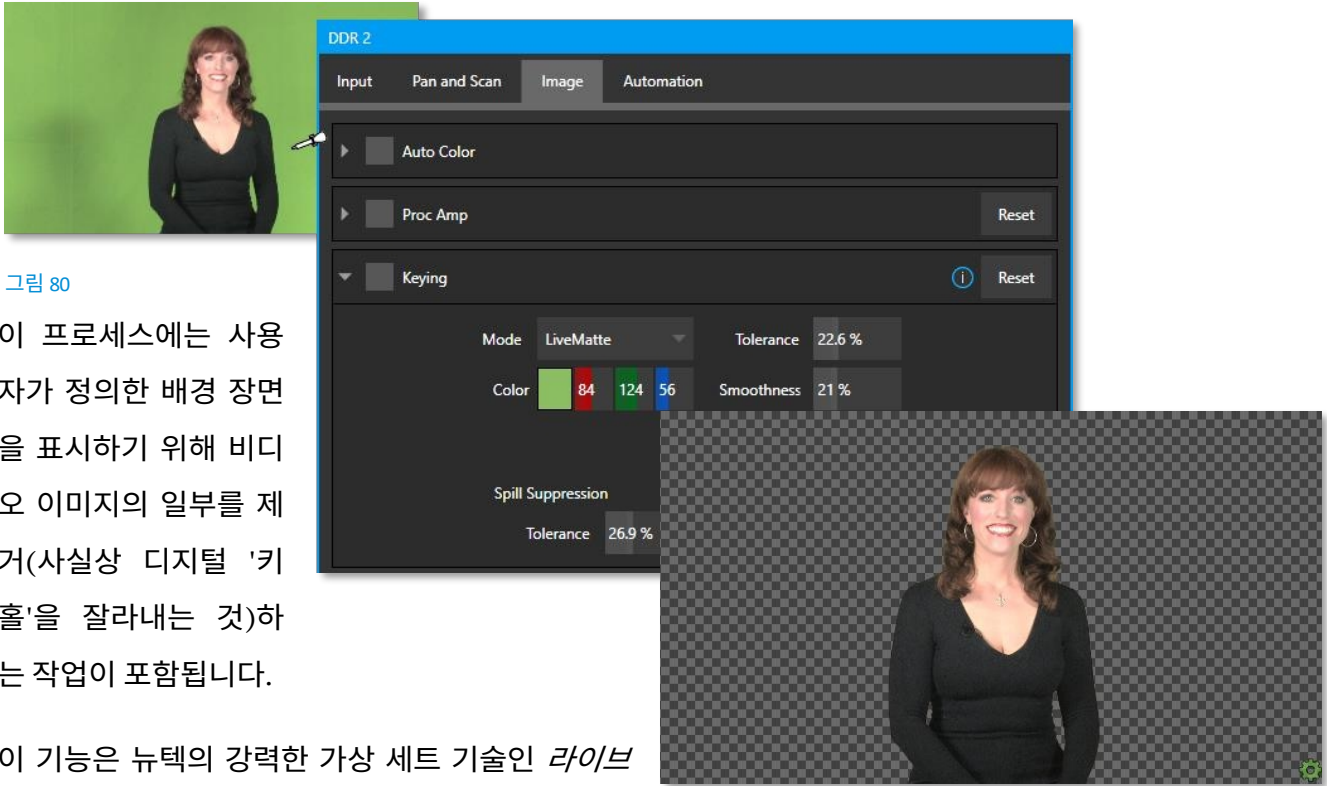 DDR 2
Input Pan and Scan Image Automation
Auto Color
Proc Amp Reset
Keying Reset
Mode LiveMatte Tolerance 22.6 %
Color 84 124 56 Smoothness 21 %
Spill Suppression
Tolerance 26.9 %
그림 80
이 프로세스에는 사용
자가 정의한 배경 장면
을 표시하기 위해 비디
오 이미지의 일부를 제
거(사실상 디지털 '키
홀'을 잘라내는 것)하
는 작업이 포함됩니다.
이 기능은 뉴텍의 강력한 가상 세트 기술인 라이브